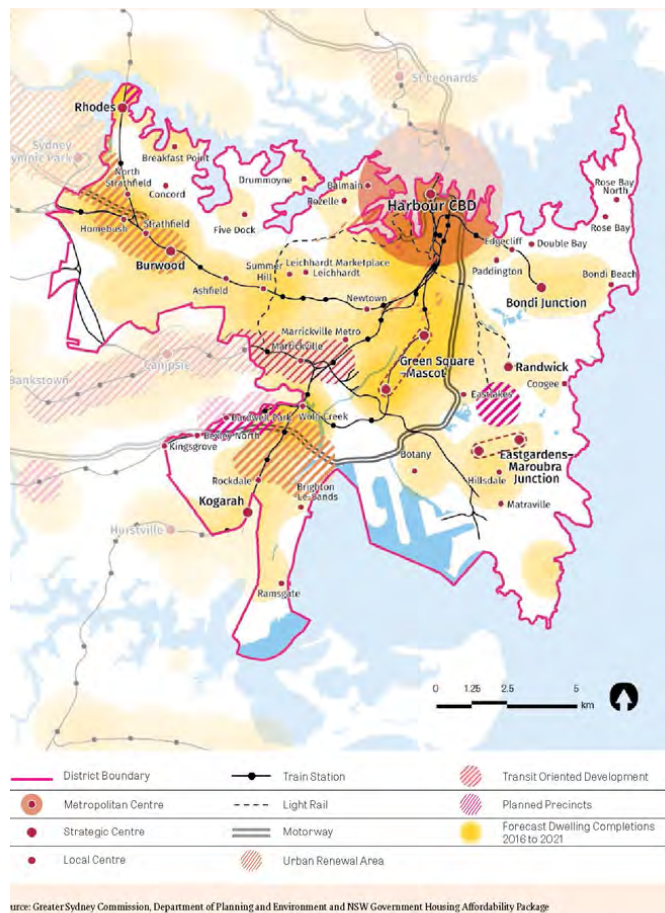 St Leonards
Rhodes
Sydney
ympic Park
Breakfast Point
North
Strathfield
Concord
Drummoyne
Balmain
Rozelle
Harbour CBD
Rose Bay
North
Rose Bay
Homebush
Strathfield
Five Dock
Burwood
Edgecliff
Double Bay
Paddington
Summer
Hill
Leichhardt Marketplace
Leichhardt
Ashfield
Newtown
Bondi Beach
Bondi Junction
Marrickville Metro
Marrickville
Campsie
Bankstown
Green Square
-Mascot
Randwick
Coogee
Eastlakes
Bardwell Park
Wolli Creek
Bexley North
Kingsgrove
Botany
Eastgardens-
Maroubra
Junction
Hillsdale
Matraville
Rockdale
Brighton
Le Sands
Kogarah
Hurstville
Ramsgate
0 1.25 2.5 5
km
District Boundary
Train Station
Transit Oriented Development
Metropolitan Centre
Light Rail
Planned Precincts
Strategic Centre
Motorway
Forecast Dwelling Completions
2016 to 2021
Local Centre
Urban Renewal Area
urce: Greater Sydney Commission, Department of Planning and Environment and NSW Government Housing Affordability Package